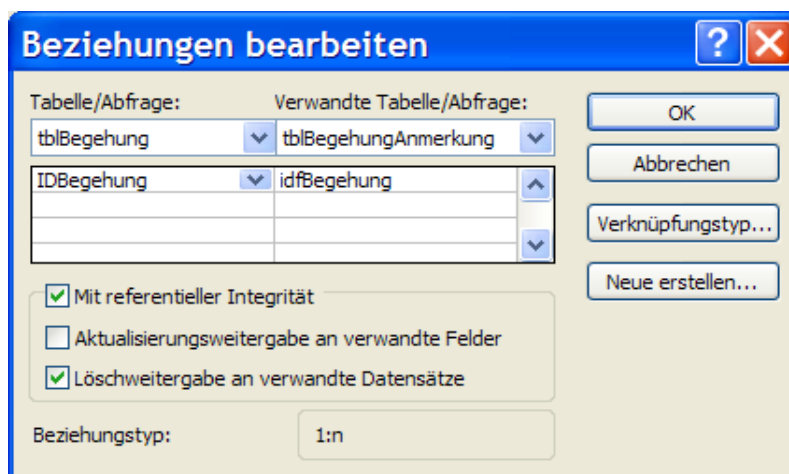 Beziehungen bearbeiten
Tabelle/Abfrage: Verwandte Tabelle/Abfrage:
tblBegehung tblBegehungAnmerkung
IDBegehung idfBegehung
OK
Abbrechen
Verknüpfungstyp...
Neue erstellen...
Mit referentieller Integrität
Aktualisierungsweitergabe an verwandte Felder
Löschweitergabe an verwandte Datensätze
Beziehungstyp: 1:n